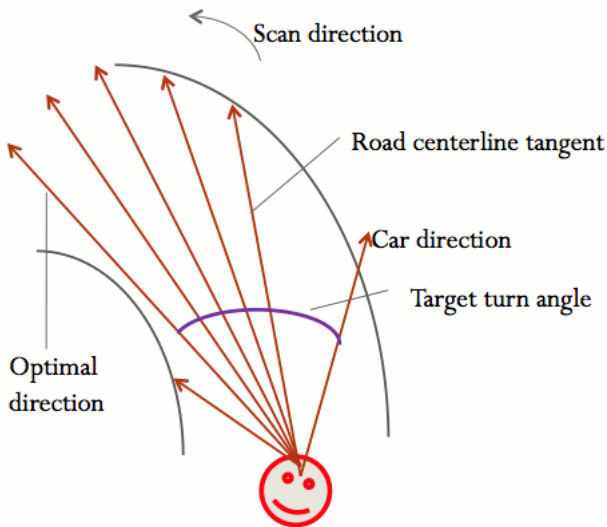 Scan direction
Road centerline tangent
Car direction
Target turn angle
Optimal
direction